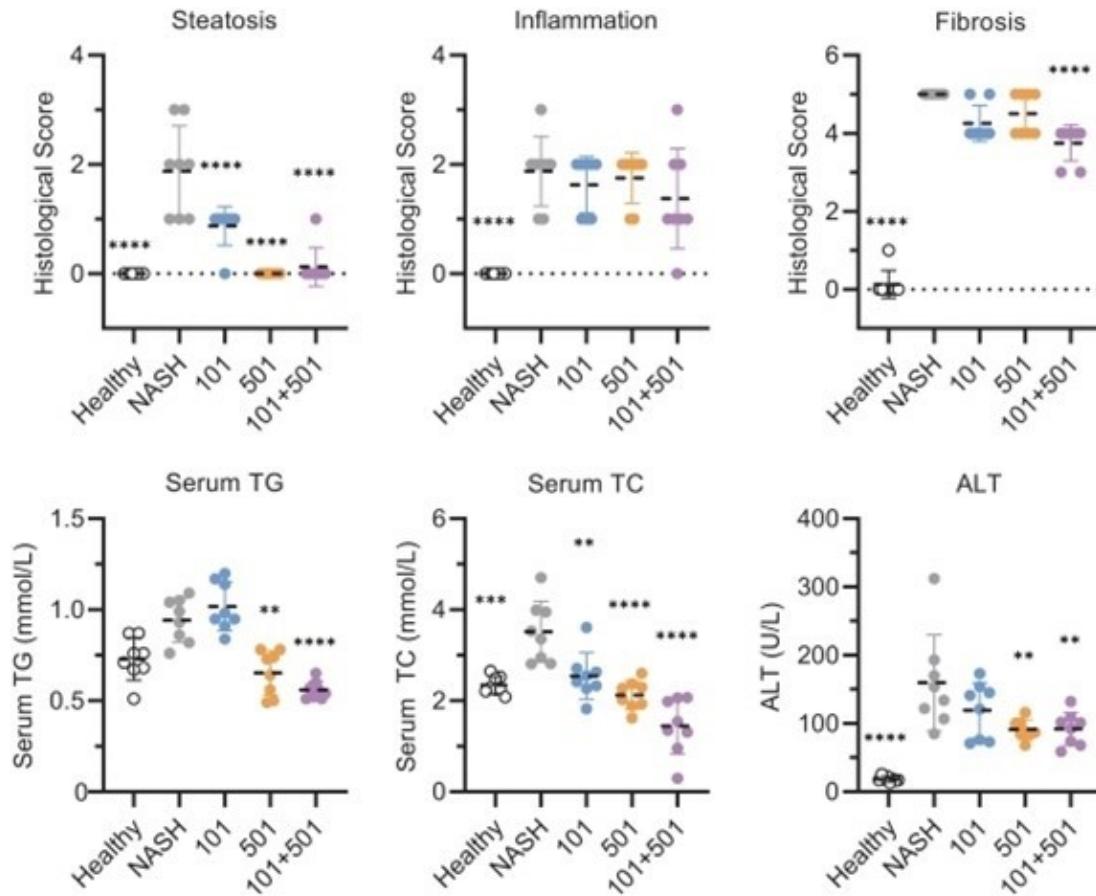 Steatosis
Histological Score
4
2
0
****
****
****
****
Healthy
NASH
101
501
101+501
Inflammation
Histological Score
4
2
0
****
Healthy
NASH
101
501
101+501
Fibrosis
Histological Score
6
4
2
0
****
****
Healthy
NASH
101
501
101+501
Serum TG
Serum TG (mmol/L)
1.5
1.0
0.5
0
**
****
Healthy
NASH
101
501
101+501
Serum TC
Serum TC (mmol/L)
6
4
2
0
***
**
****
****
Healthy
NASH
101
501
101+501
ALT
ALT (U/L)
400
300
200
100
0
****
**
**
Healthy
NASH
101
501
101+501